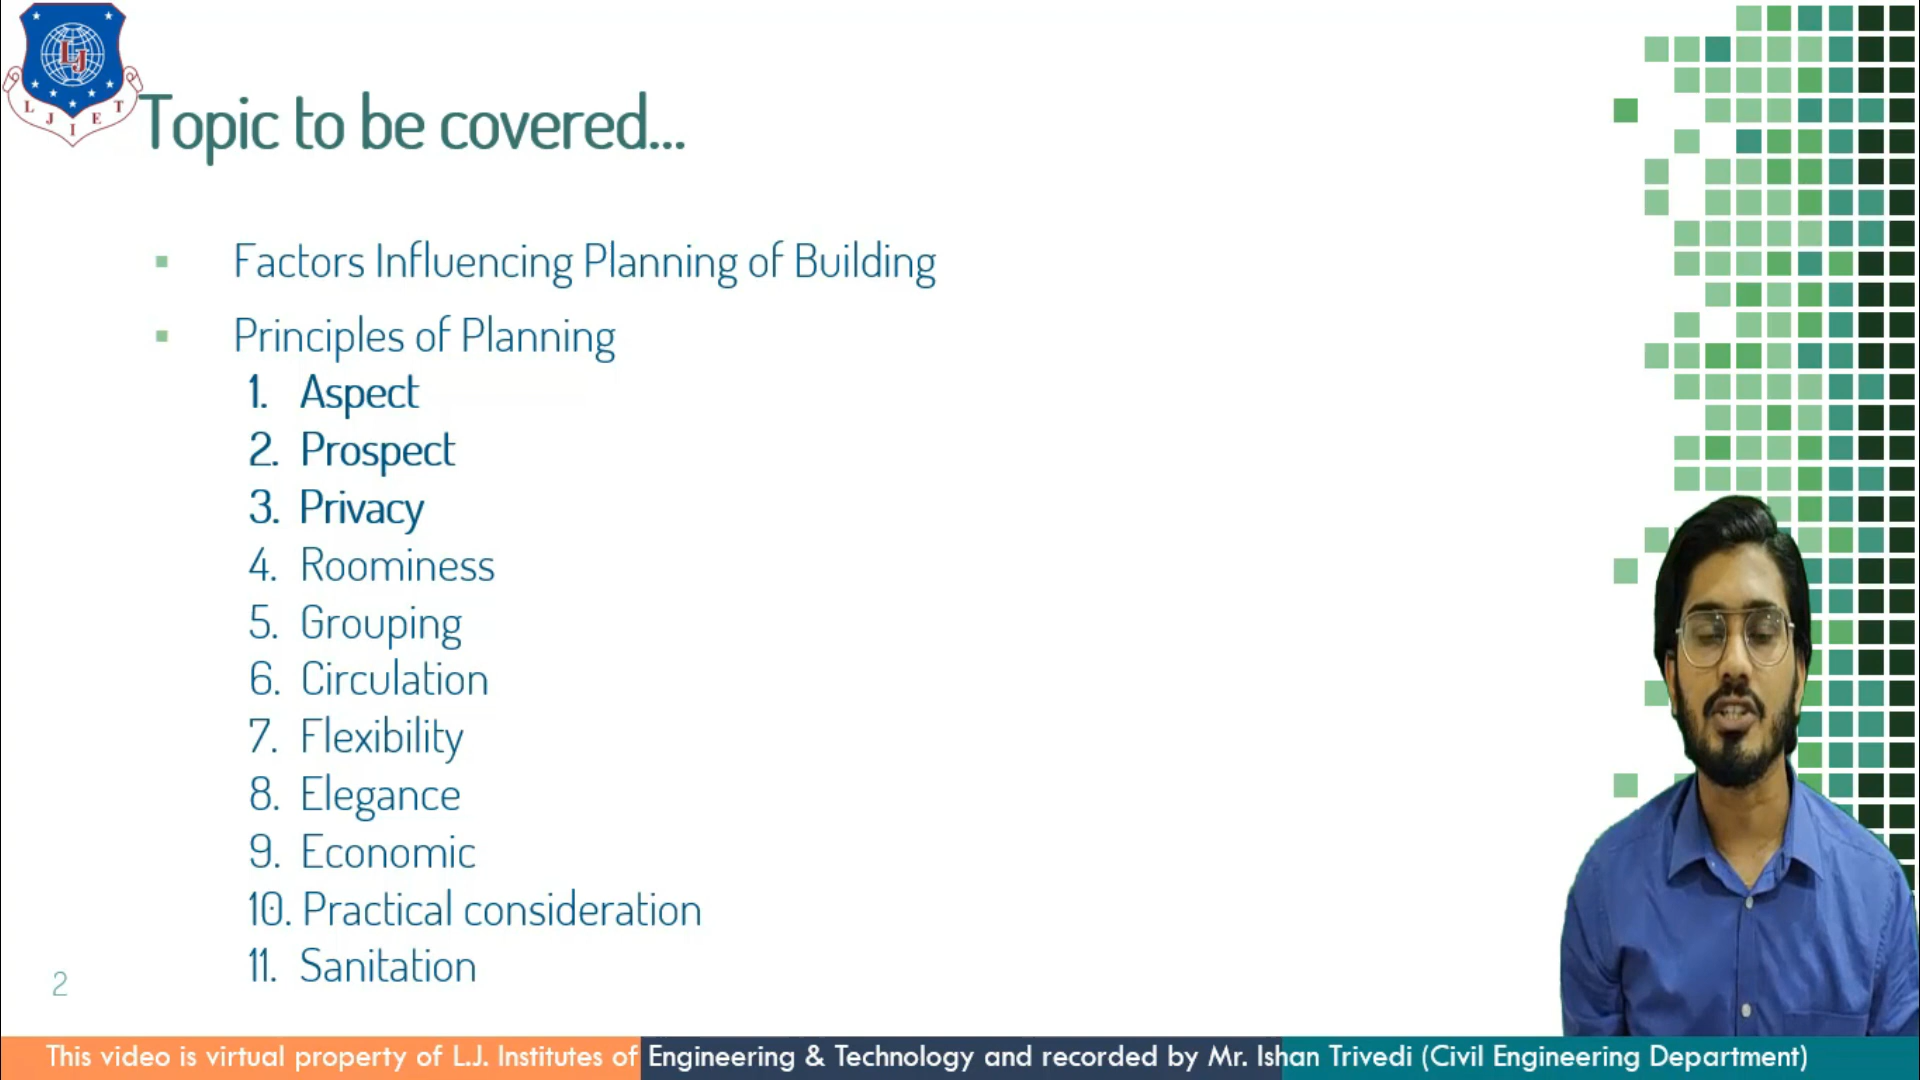 LJ
L J I E T
Topic to be covered...
▪ Factors Influencing Planning of Building
▪ Principles of Planning
1. Aspect
2. Prospect
3. Privacy
4. Roominess
5. Grouping
6. Circulation
7. Flexibility
8. Elegance
9. Economic
10. Practical consideration
11. Sanitation
2
This video is virtual property of L.J. Institutes of Engineering & Technology and recorded by Mr. Ishan Trivedi (Civil Engineering Department)